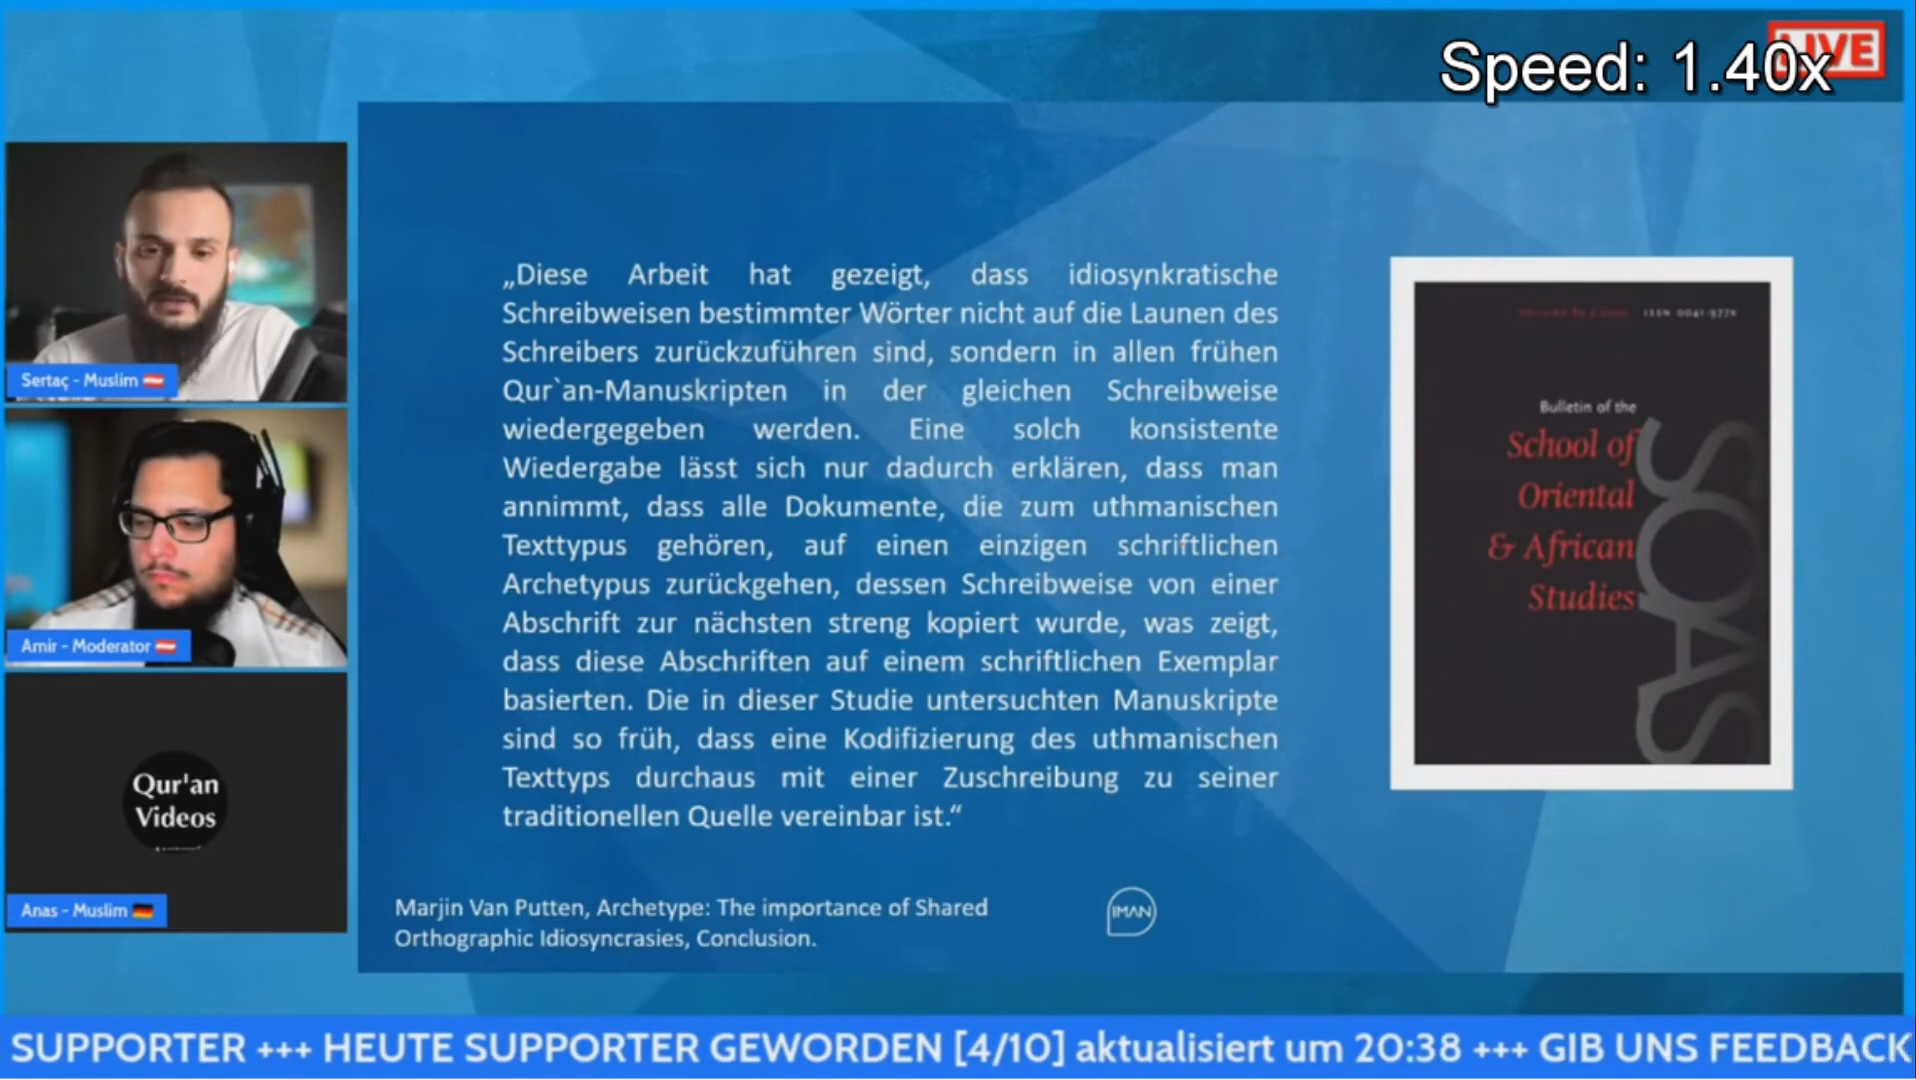 LIVE
Speed: 1.40x
„Diese Arbeit hat gezeigt, dass idiosynkratische
Schreibweisen bestimmter Wörter nicht auf die Launen des
Schreibers zurückzuführen sind, sondern in allen frühen
Qur`an-Manuskripten in der gleichen Schreibweise
wiedergegeben werden. Eine solch konsistente
Wiedergabe lässt sich nur dadurch erklären, dass man
annimmt, dass alle Dokumente, die zum uthmanischen
Texttypus gehören, auf einen einzigen schriftlichen
Archetypus zurückgehen, dessen Schreibweise von einer
Abschrift zur nächsten streng kopiert wurde, was zeigt,
dass diese Abschriften auf einem schriftlichen Exemplar
basierten. Die in dieser Studie untersuchten Manuskripte
sind so früh, dass eine Kodifizierung des uthmanischen
Texttyps durchaus mit einer Zuschreibung zu seiner
traditionellen Quelle vereinbar ist.“
Marjin Van Putten, Archetype: The importance of Shared
Orthographic Idiosyncrasies, Conclusion.
IMAN
ISSN 0041-977X
Bulletin of the
School of
Oriental
& African
Studies
SOAS
Sertaç - Muslim
Amir - Moderator
Qur'an
Videos
Anas - Muslim
SUPPORTER +++ HEUTE SUPPORTER GEWORDEN [4/10] aktualisiert um 20:38 +++ GIB UNS FEEDBACK